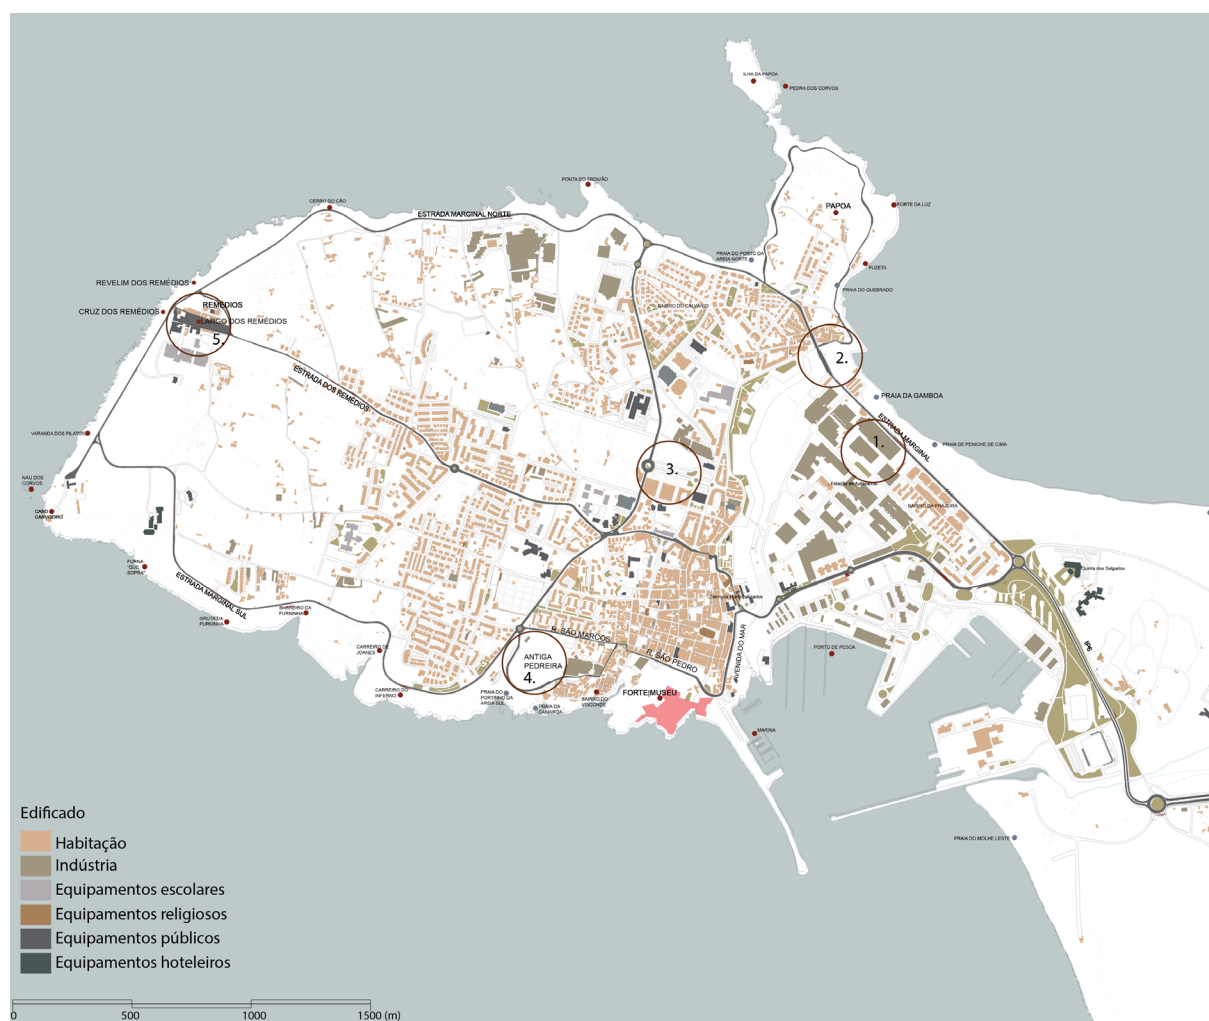 ILHA DA PAPOA
PEDRA DOS CORVOS
PONTA DO TROIVÃO
CERRO DO CÃO
ESTRADA MARGINAL NORTE
PAPOA
FORTE DA LUZ
PRAIA DO PORTO DA
AREIA NORTE
FUZETA
PRAIA DO QUEBRADO
REVELIM DOS REMÉDIOS
REMÉDIOS
CRUZ DOS REMÉDIOS
LARGO DOS REMÉDIOS
5.
BAIRRO DO CALVÁRIO
2.
ESTRADA DOS REMÉDIOS
PRAIA DA GAMBOA
ESTRADA MARGINAL
1.
PRAIA DE PENICHE DE CIMA
VARANDA DOS PILATOS
3.
NAU DOS
CORVOS
CABO
CARVOEIRO
BAIRRO DA PRAJEIRA
FURNA
"QUE
SOPRA"
Quinta dos Salgados
ESTRADA MARGINAL SUL
BARREIRO DA
FURNINHA
GRUTA DA
FURNINHA
R. SÃO MARCOS
R. SÃO PEDRO
AVENIDA DO MAR
IP6
CARREIRO DE
JOANES
ANTIGA
PEDREIRA
4.
PORTO DE PESCA
CARREIRO DO
INFERNO
PRAIA DO
PORTINHO DA
AREIA SUL
PRAIA DA
CAMAROA
BAIRRO DO
VISCONDE
FORTE/MUSEU
MARINA
PRAIA DO MOLHE LESTE
Edificado
Habitação
Indústria
Equipamentos escolares
Equipamentos religiosos
Equipamentos públicos
Equipamentos hoteleiros
0 500 1000 1500 (m)